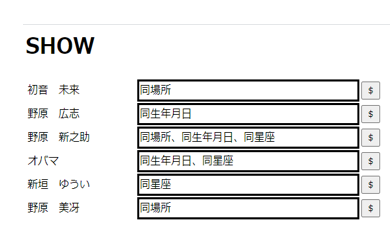 SHOW
初音　未来　同場所　$
野原　広志　同生年月日　$
野原　新之助　同場所、同生年月日、同星座　$
オバマ　同生年月日、同星座　$
新垣　ゆうい　同星座　$
野原　美冴　同場所　$